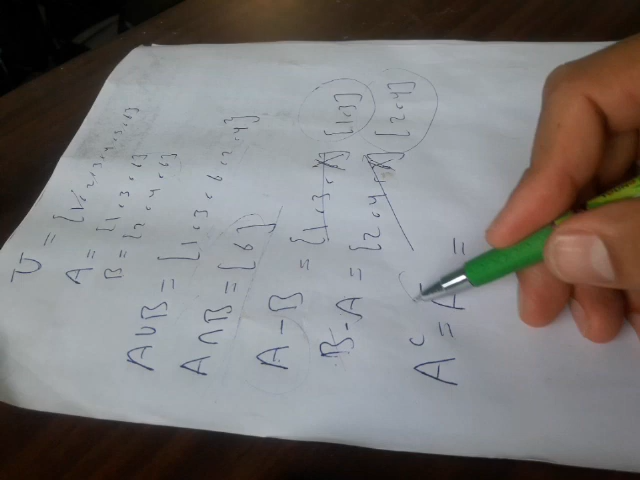 U = {1.2.3.4.5.6}
A = {1.3.6}
B = {2.4.6}
A∪B = {1.3.6.2.4}
A∩B = {6}
A-B = {1.3.6} {1.3}
B-A = {2.4.6} {2.4}
A^c = A^- =